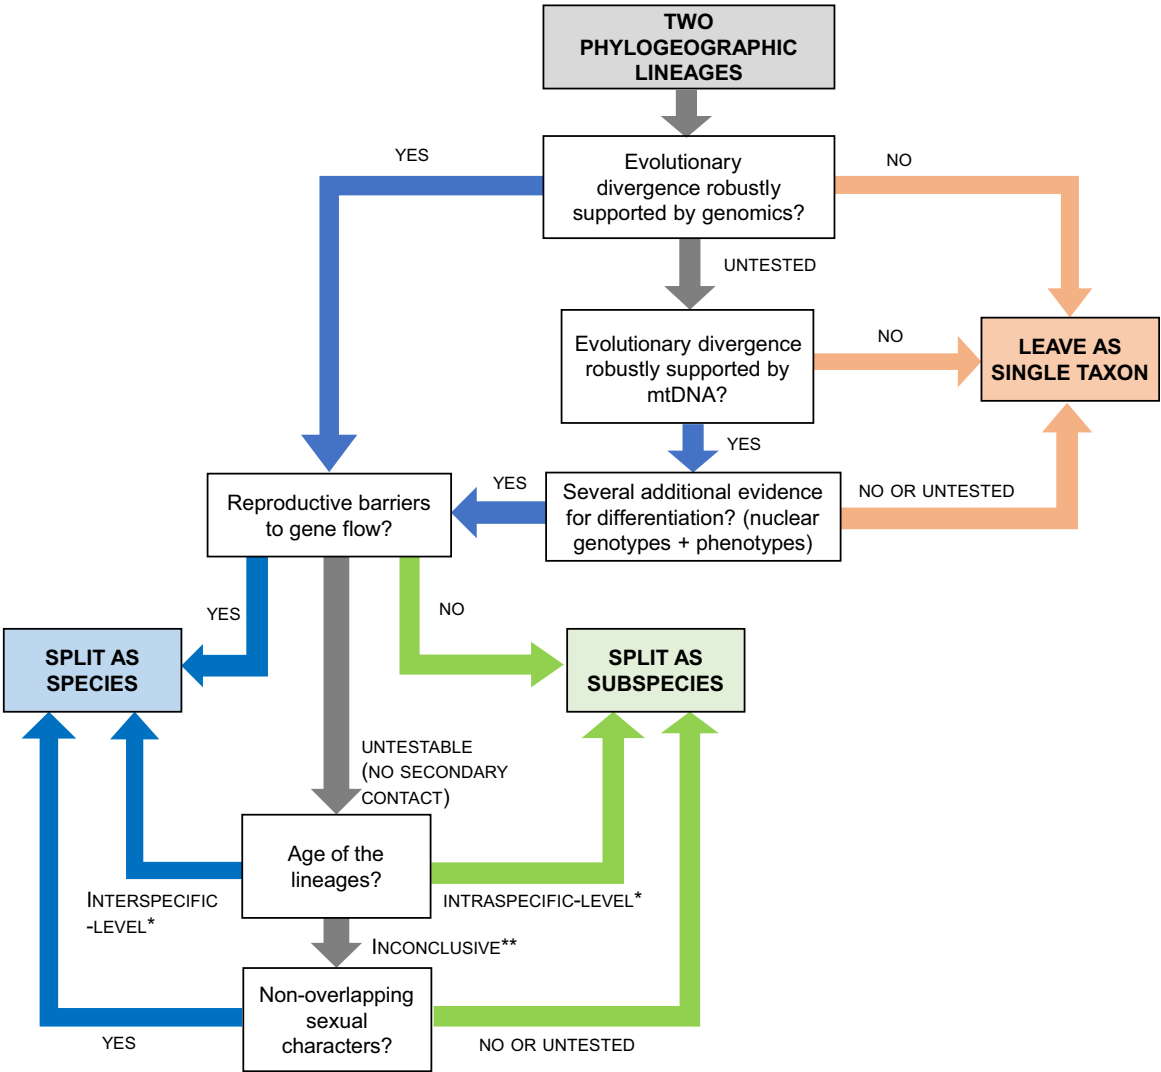 TWO
PHYLOGEOGRAPHIC
LINEAGES
YES
Evolutionary
divergence robustly
supported by genomics?
NO
UNTESTED
Evolutionary divergence
robustly supported by
mtDNA?
NO
LEAVE AS
SINGLE TAXON
YES
Reproductive barriers
to gene flow?
YES
Several additional evidence
for differentiation? (nuclear
genotypes + phenotypes)
NO OR UNTESTED
YES
NO
SPLIT AS
SPECIES
SPLIT AS
SUBSPECIES
UNTESTABLE
(NO SECONDARY
CONTACT)
Age of the
lineages?
INTERSPECIFIC
-LEVEL*
INTRASPECIFIC-LEVEL*
INCONCLUSIVE**
Non-overlapping
sexual
characters?
YES
NO OR UNTESTED